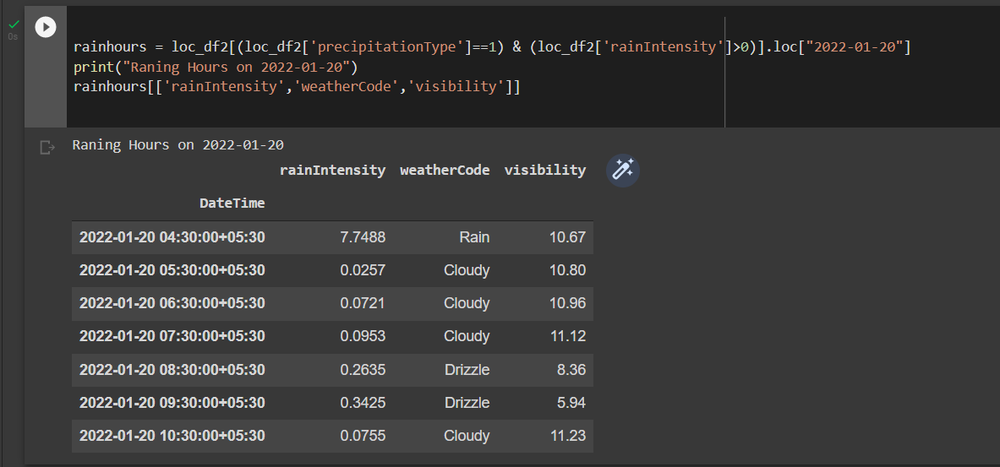 rainhours = loc_df2[(loc_df2['precipitationType']==1) & (loc_df2['rainIntensity']>0)].loc["2022-01-20"]
0s
print("Raning Hours on 2022-01-20")
rainhours[['rainIntensity','weatherCode','visibility']]
Raning Hours on 2022-01-20
rainIntensity weatherCode visibility
DateTime
2022-01-20 04:30:00+05:30 7.7488 Rain 10.67
2022-01-20 05:30:00+05:30 0.0257 Cloudy 10.80
2022-01-20 06:30:00+05:30 0.0721 Cloudy 10.96
2022-01-20 07:30:00+05:30 0.0953 Cloudy 11.12
2022-01-20 08:30:00+05:30 0.2635 Drizzle 8.36
2022-01-20 09:30:00+05:30 0.3425 Drizzle 5.94
2022-01-20 10:30:00+05:30 0.0755 Cloudy 11.23